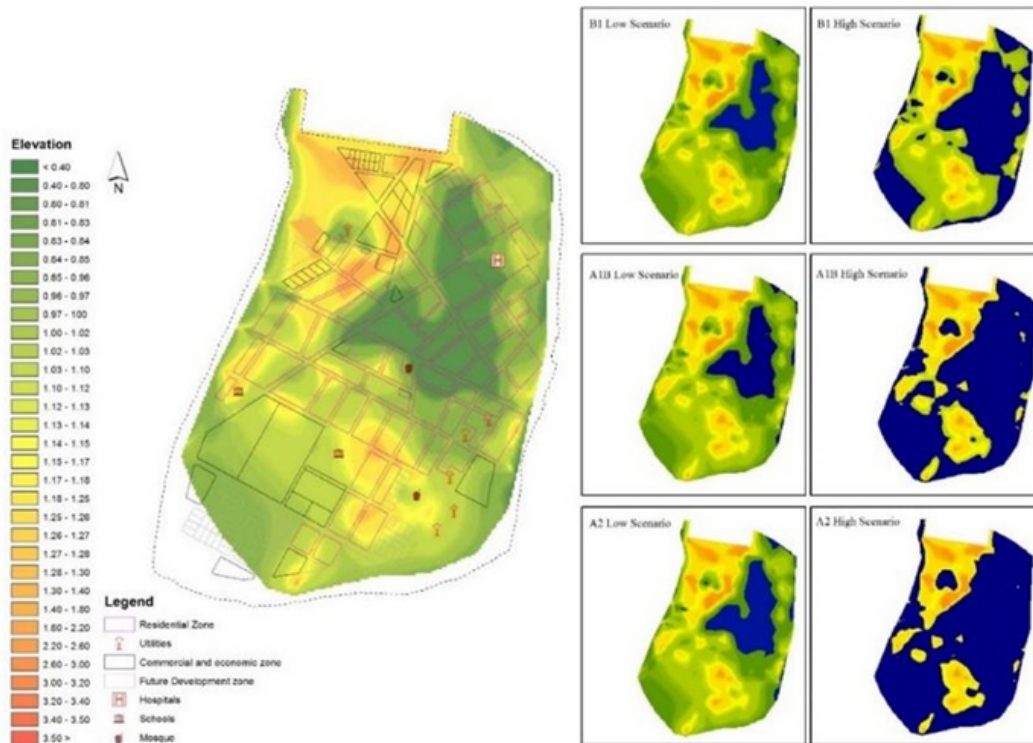 Elevation
< 0.40
0.40 - 0.80
0.80 - 0.81
0.81 - 0.83
0.83 - 0.84
0.84 - 0.85
0.85 - 0.96
0.96 - 0.97
0.97 - 100
1.00 - 1.02
1.02 - 1.03
1.03 - 1.10
1.10 - 1.12
1.12 - 1.13
1.13 - 1.14
1.14 - 1.15
1.15 - 1.17
1.17 - 1.18
1.18 - 1.25
1.25 - 1.26
1.26 - 1.27
1.27 - 1.28
1.28 - 1.30
1.30 - 1.40
1.40 - 1.80
1.80 - 2.20
2.20 - 2.60
2.60 - 3.00
3.00 - 3.20
3.20 - 3.40
3.40 - 3.50
3.50 >
N
H
Legend
Residential Zone
Utilities
Commercial and economic zone
Future Development zone
H Hospitals
Schools
Mosque
B1 Low Scenario
B1 High Scenario
A1B Low Scenario
A1B High Scenario
A2 Low Scenario
A2 High Scenario